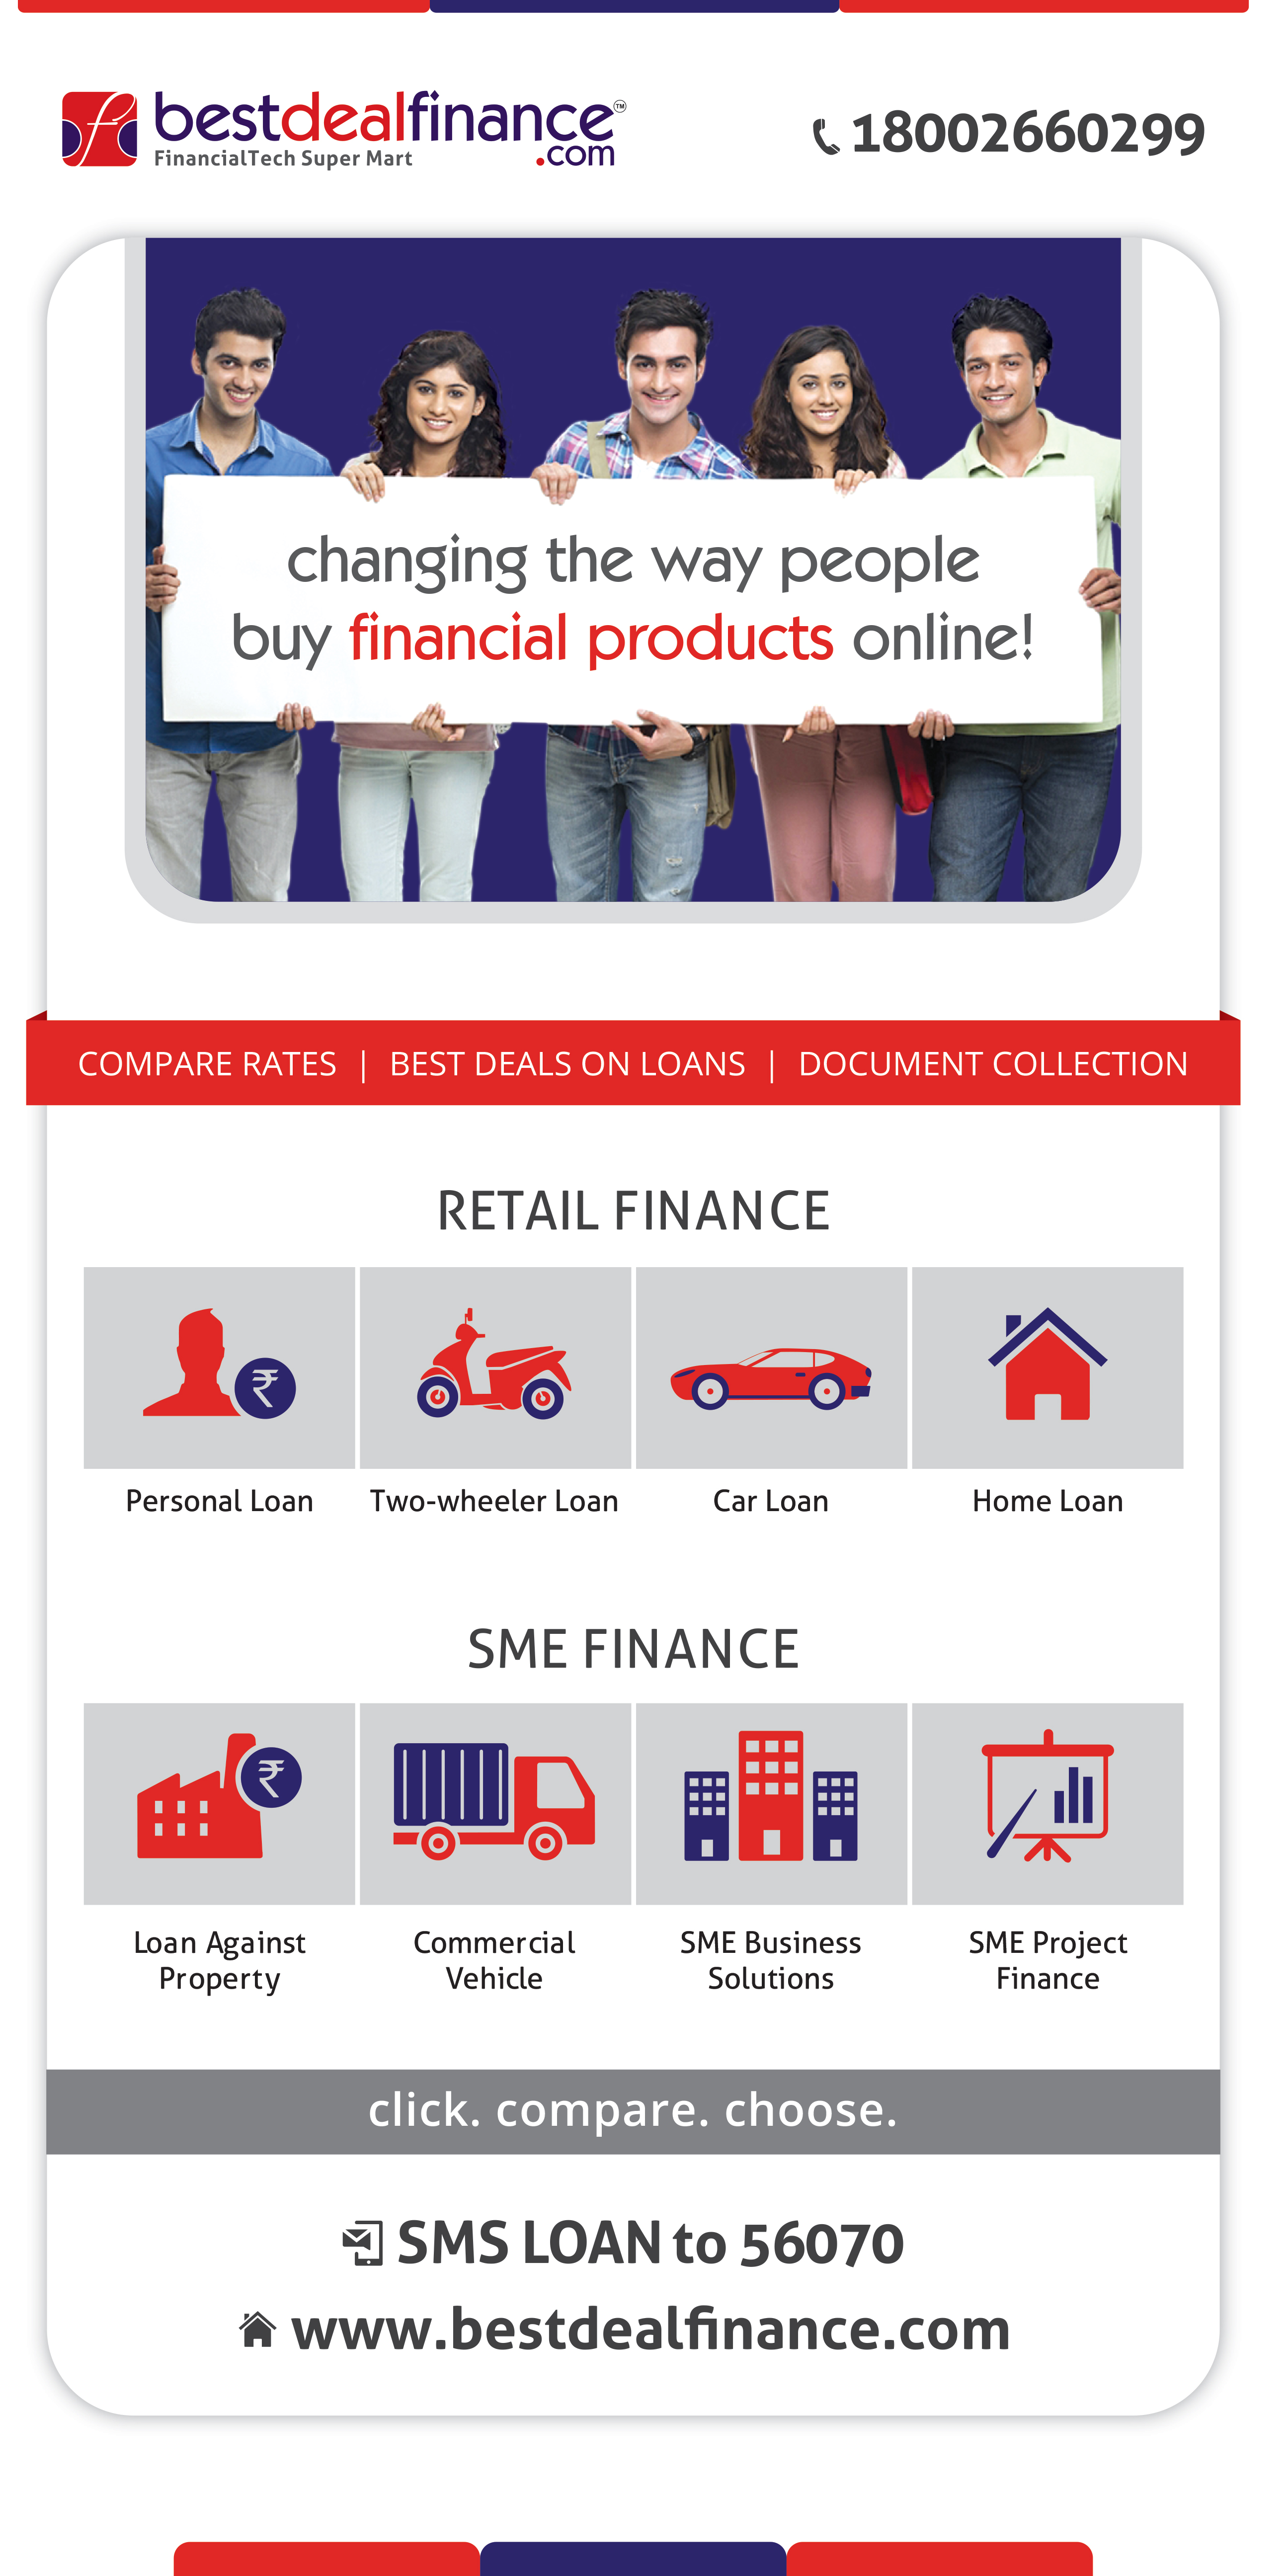 bestdealfinance™
FinancialTech Super Mart .com
18002660299
changing the way people
buy financial products online!
COMPARE RATES | BEST DEALS ON LOANS | DOCUMENT COLLECTION
RETAIL FINANCE
Personal Loan Two-wheeler Loan Car Loan Home Loan
SME FINANCE
Loan Against Property
Commercial Vehicle
SME Business Solutions
SME Project Finance
click. compare. choose.
SMS LOAN to 56070
www.bestdealfinance.com